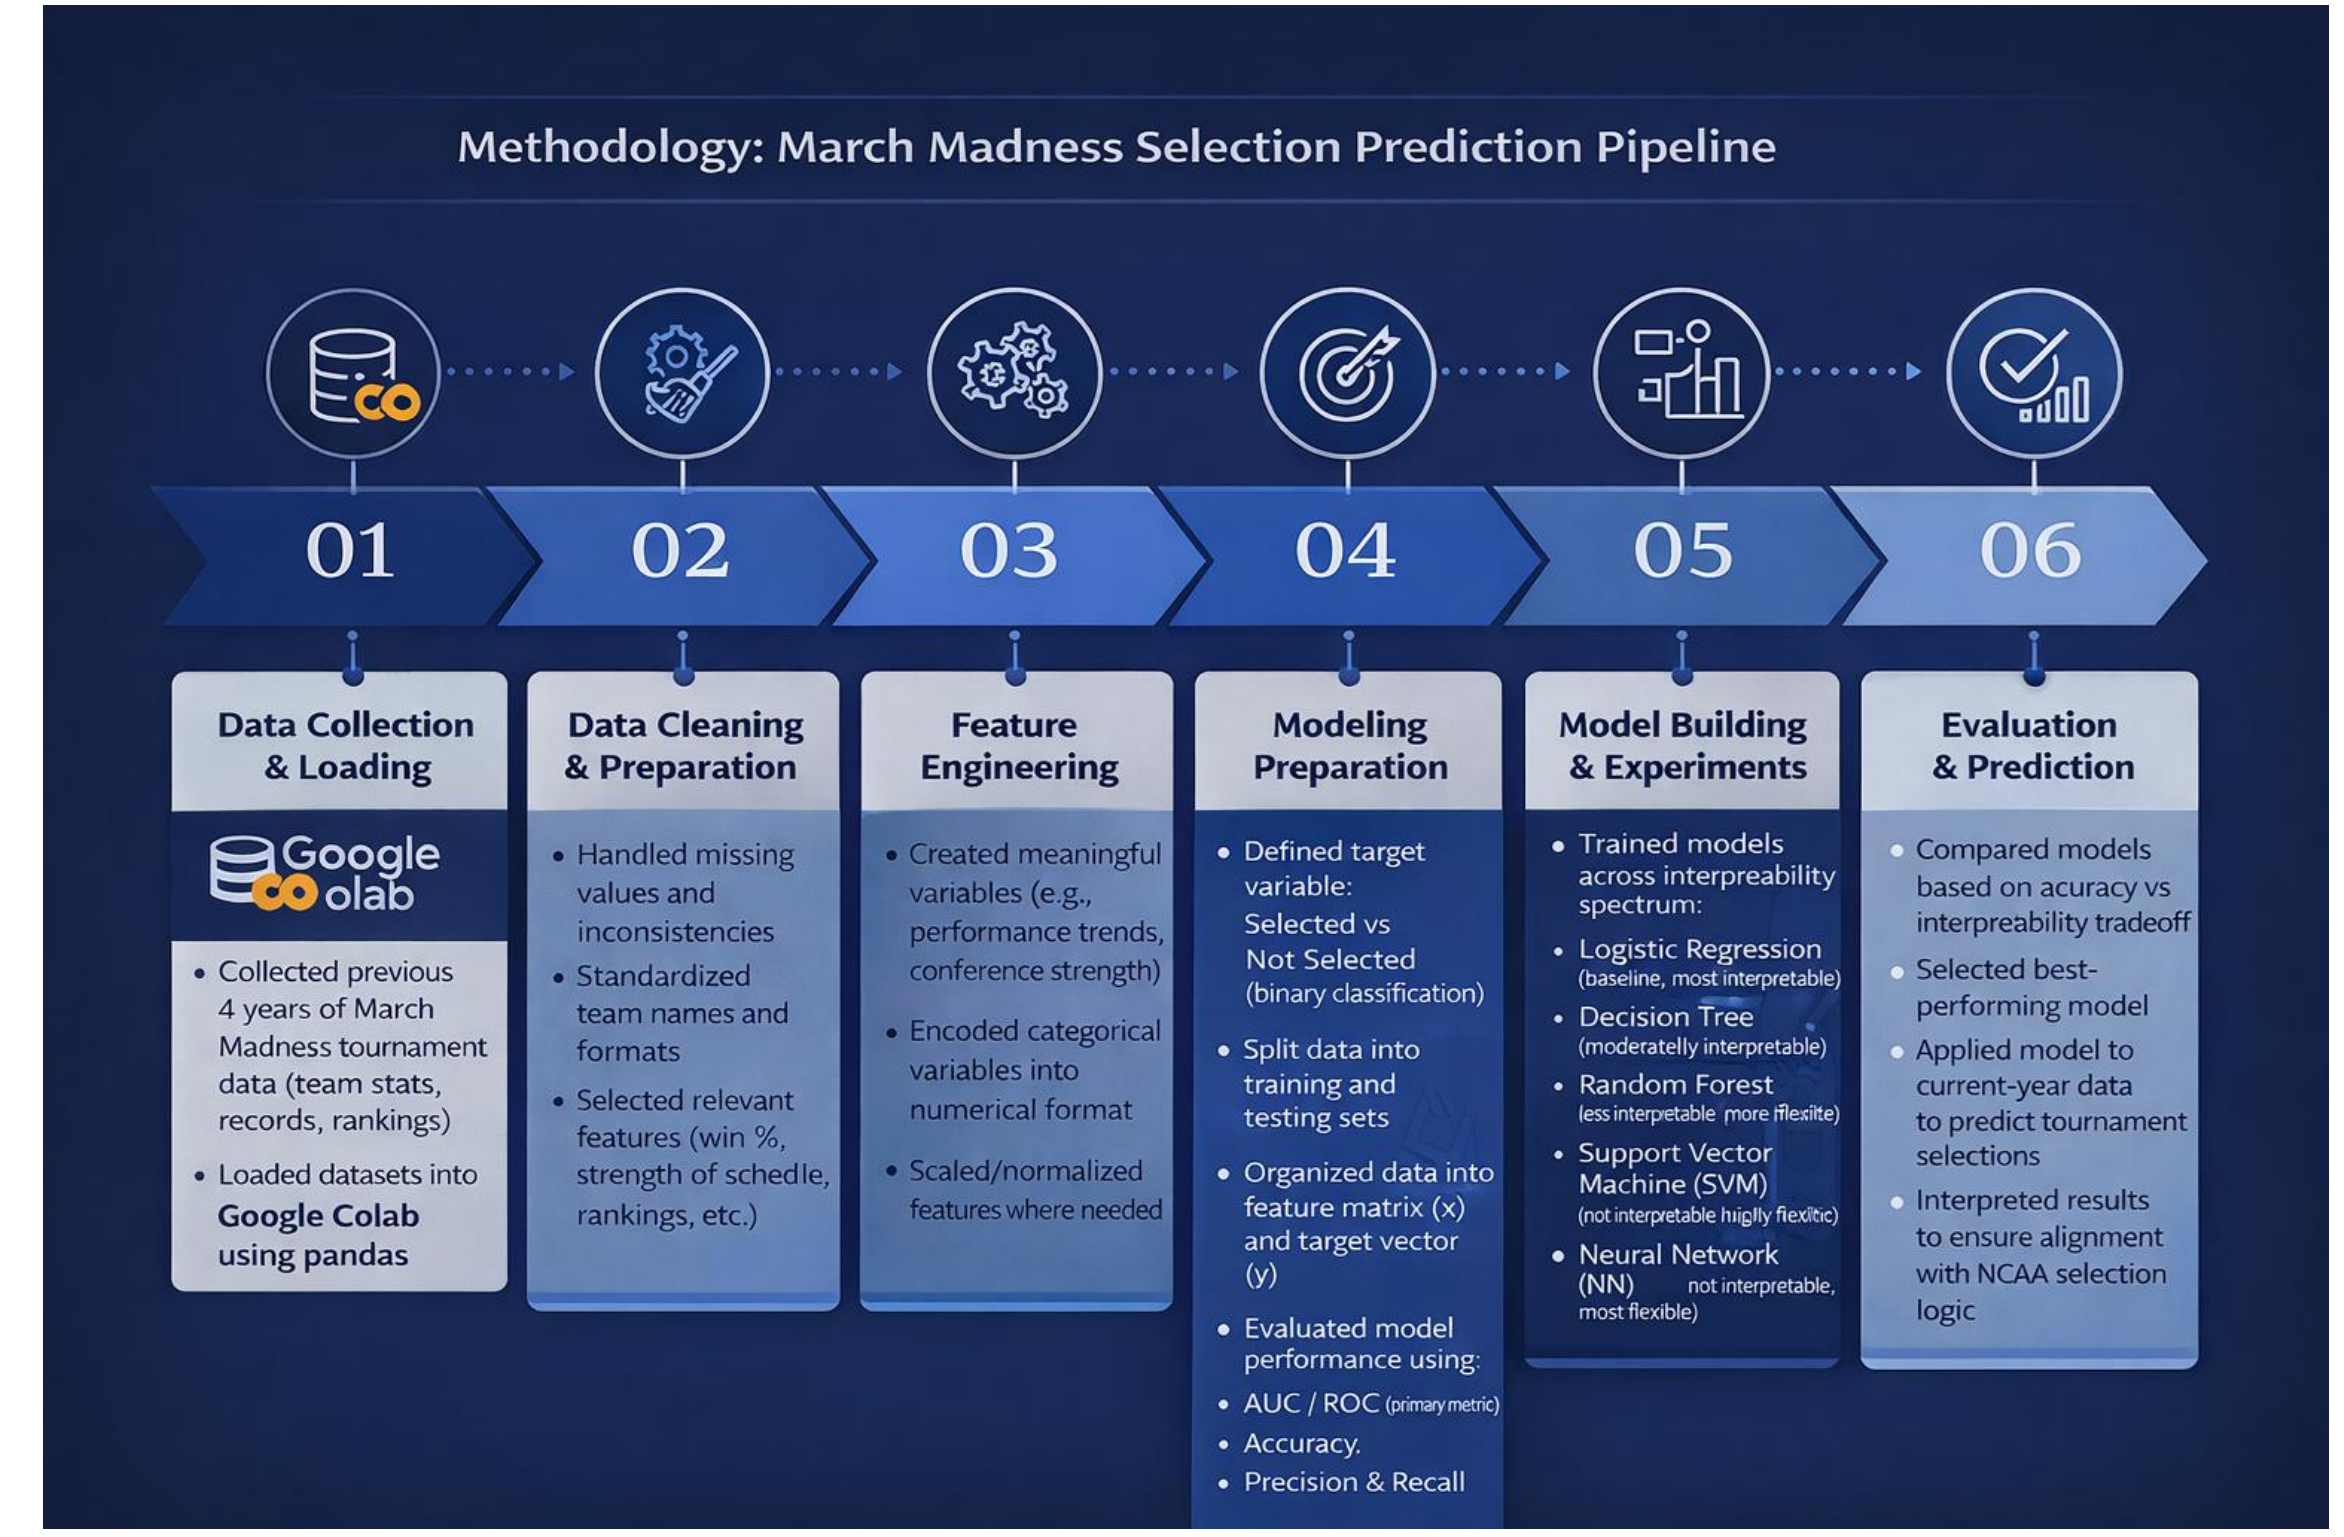 Methodology: March Madness Selection Prediction Pipeline
CO
01
02
03
04
05
06
Data Collection
& Loading
Google
CO olab
• Collected previous
4 years of March
Madness tournament
data (team stats,
records, rankings)
• Loaded datasets into
Google Colab
using pandas
Data Cleaning
& Preparation
• Handled missing
values and
inconsistencies
• Standardized
team names and
formats
• Selected relevant
features (win %,
strength of schedle,
rankings, etc.)
Feature
Engineering
• Created meaningful
variables (e.g.,
performance trends,
conference strength)
• Encoded categorical
variables into
numerical format
• Scaled/normalized
features where needed
Modeling
Preparation
• Defined target
variable:
Selected vs
Not Selected
(binary classification)
• Split data into
training and
testing sets
• Organized data into
feature matrix (x)
and target vector
(y)
• Evaluated model
performance using:
• AUC / ROC (primary metric)
• Accuracy.
• Precision & Recall
Model Building
& Experiments
• Trained models
across interpreability
spectrum:
• Logistic Regression
(baseline, most interpretable)
• Decision Tree
(moderatelly interpretable)
• Random Forest
(less interpretable more
• Support Vector
Machine (SVM)
(not interpretable
• Neural Network
(NN) not interpretable,
most flexible)
Evaluation
& Prediction
• Compared models
based on acuracy vs
interpreability tradeoff
• Selected best-
performing model
• Applied model to
current-year data
to predict tournament
selections
• Interpreted results
to ensure alignment
with NCAA selection
logic